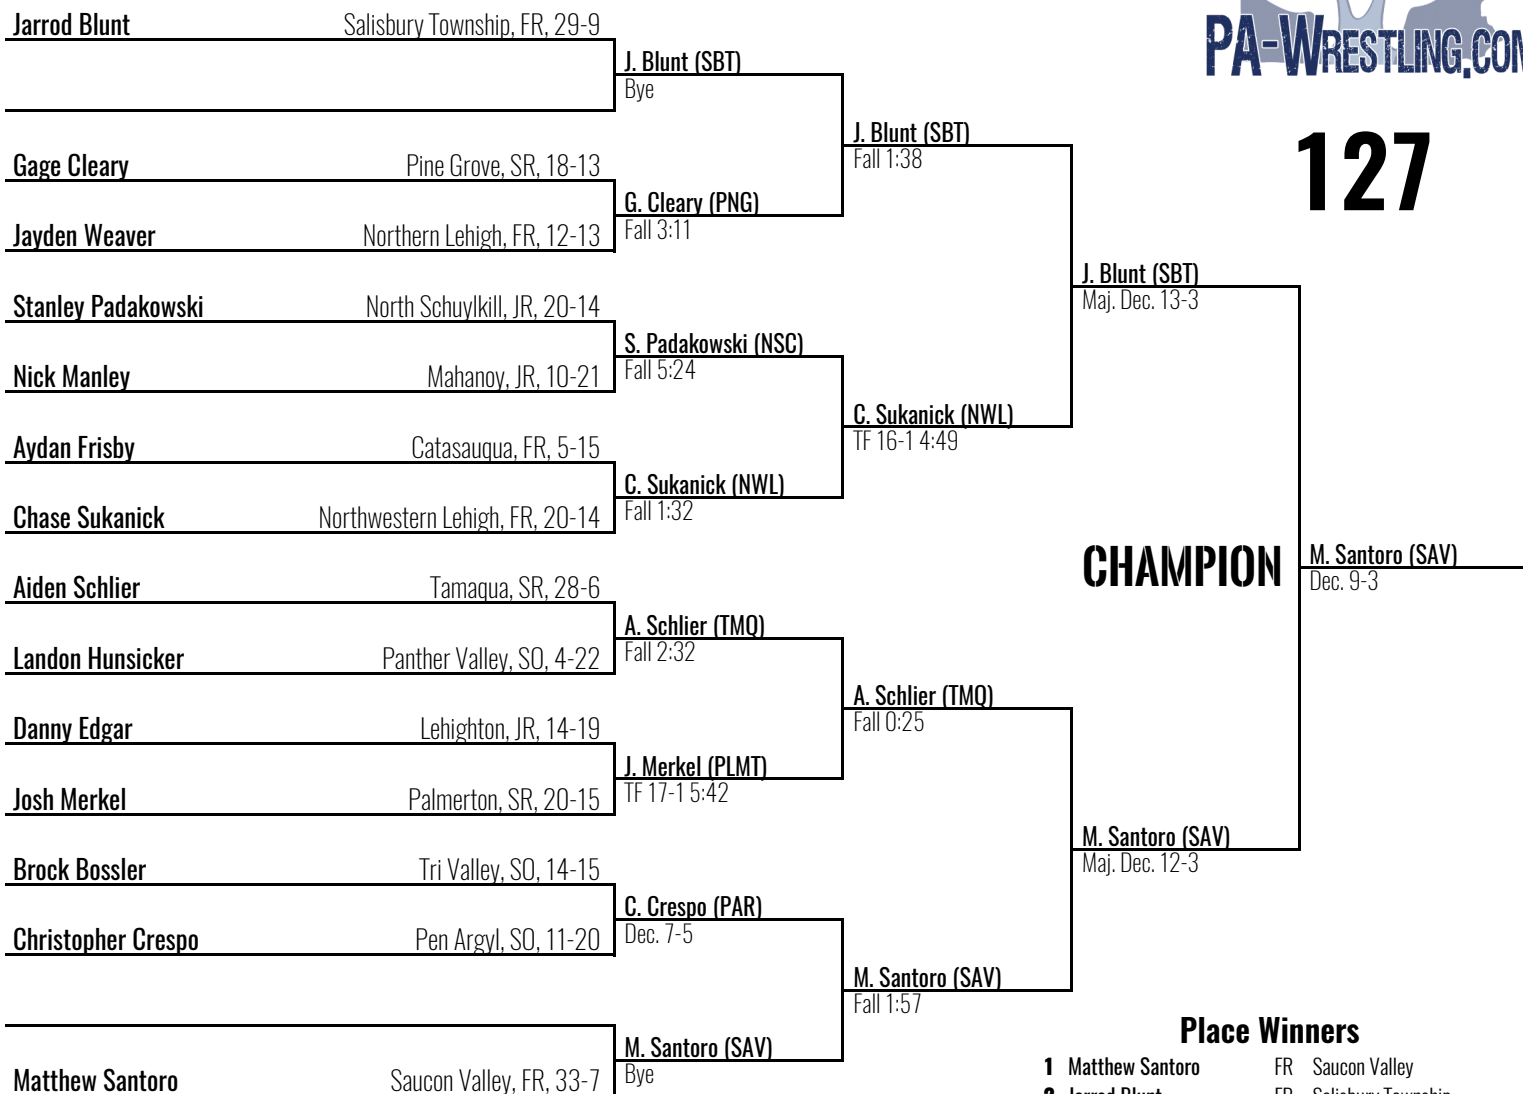 Jarrod Blunt Salisbury Township, FR, 29-9
PA-WRESTLING.COM
J. Blunt (SBT)
Bye
127
J. Blunt (SBT)
Fall 1:38
Gage Cleary Pine Grove, SR, 18-13
G. Cleary (PNG)
Fall 3:11
Jayden Weaver Northern Lehigh, FR, 12-13
J. Blunt (SBT)
Maj. Dec. 13-3
Stanley Padakowski North Schuylkill, JR, 20-14
S. Padakowski (NSC)
Fall 5:24
Nick Manley Mahanoy, JR, 10-21
C. Sukanick (NWL)
TF 16-1 4:49
Aydan Frisby Catasauqua, FR, 5-15
C. Sukanick (NWL)
Fall 1:32
Chase Sukanick Northwestern Lehigh, FR, 20-14
CHAMPION
M. Santoro (SAV)
Dec. 9-3
Aiden Schlier Tamaqua, SR, 28-6
A. Schlier (TMQ)
Fall 2:32
Landon Hunsicker Panther Valley, SO, 4-22
A. Schlier (TMQ)
Fall 0:25
Danny Edgar Lehighton, JR, 14-19
J. Merkel (PLMT)
TF 17-1 5:42
Josh Merkel Palmerton, SR, 20-15
M. Santoro (SAV)
Maj. Dec. 12-3
Brock Bossler Tri Valley, SO, 14-15
C. Crespo (PAR)
Dec. 7-5
Christopher Crespo Pen Argyl, SO, 11-20
M. Santoro (SAV)
Fall 1:57
M. Santoro (SAV)
Bye
Matthew Santoro Saucon Valley, FR, 33-7
Place Winners
1 Matthew Santoro FR Saucon Valley
2 Jarrod Blunt FR Salisbury Township